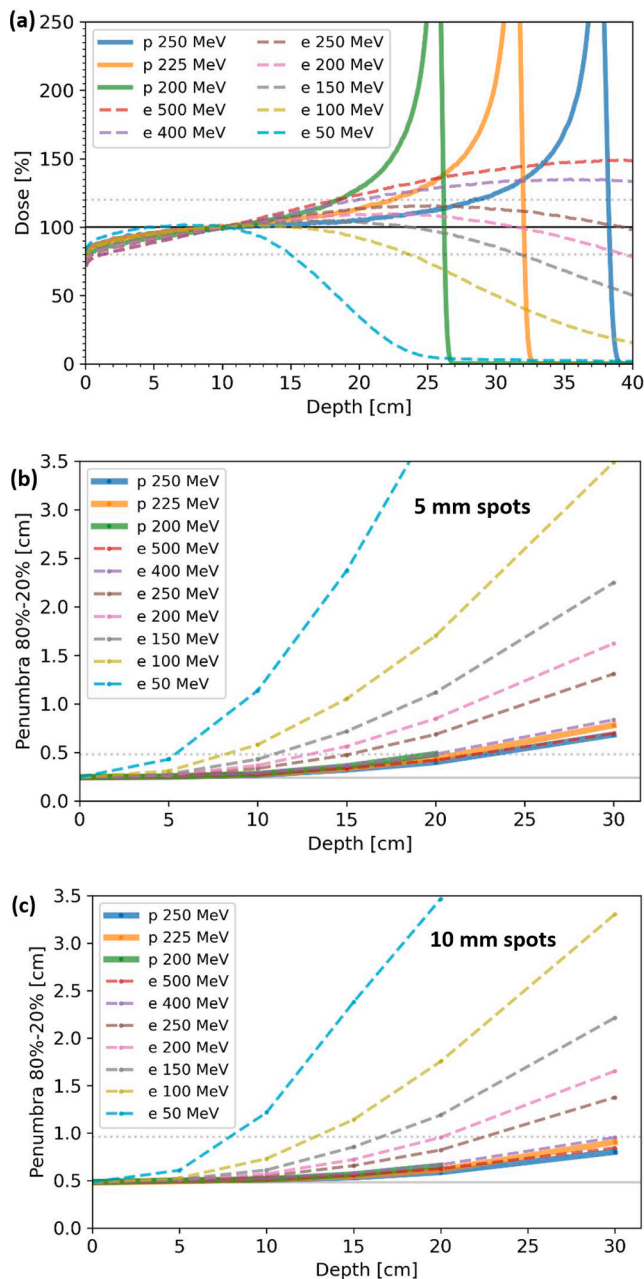 (a)
250
200
150
100
50
0
Dose [%]
p 250 MeV
p 225 MeV
p 200 MeV
e 500 MeV
e 400 MeV
e 250 MeV
e 200 MeV
e 150 MeV
e 100 MeV
e 50 MeV
0 5 10 15 20 25 30 35 40
Depth [cm]
(b)
3.5
3.0
2.5
2.0
1.5
1.0
0.5
0.0
Penumbra 80%-20% [cm]
p 250 MeV
p 225 MeV
p 200 MeV
e 500 MeV
e 400 MeV
e 250 MeV
e 200 MeV
e 150 MeV
e 100 MeV
e 50 MeV
5 mm spots
0 5 10 15 20 25 30
Depth [cm]
(c)
3.5
3.0
2.5
2.0
1.5
1.0
0.5
0.0
Penumbra 80%-20% [cm]
p 250 MeV
p 225 MeV
p 200 MeV
e 500 MeV
e 400 MeV
e 250 MeV
e 200 MeV
e 150 MeV
e 100 MeV
e 50 MeV
10 mm spots
0 5 10 15 20 25 30
Depth [cm]